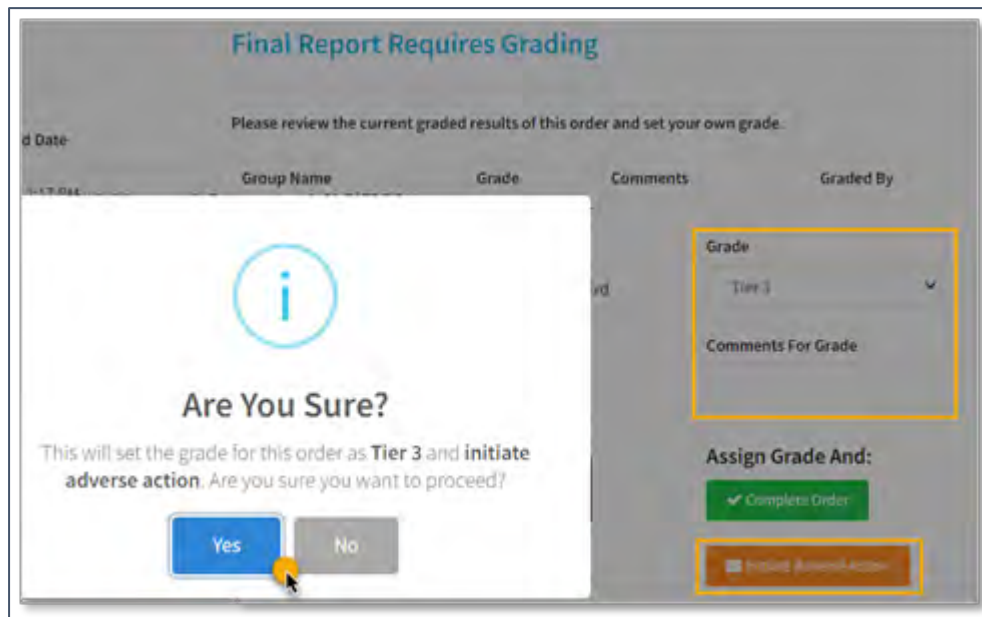 Final Report Requires Grading
Please review the current graded results of this order and set your own grade.
d Date
Group Name Grade Comments Graded By
Grade
Tier 3
Comments For Grade
i
Are You Sure?
This will set the grade for this order as Tier 3 and initiate
adverse action. Are you sure you want to proceed?
Yes No
Assign Grade And:
Complete Order
Initiate Adverse Action